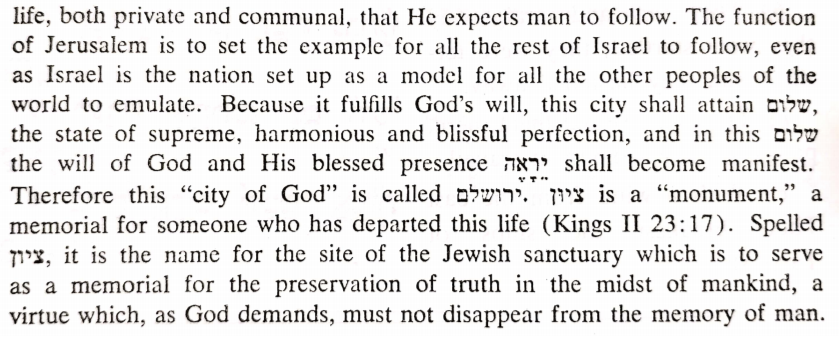 life, both private and communal, that He expects man to follow. The function
of Jerusalem is to set the example for all the rest of Israel to follow, even
as Israel is the nation set up as a model for all the other peoples of the
world to emulate. Because it fulfills God's will, this city shall attain שלום,
the state of supreme, harmonious and blissful perfection, and in this שלום
the will of God and His blessed presence יֵרָאֶה shall become manifest.
Therefore this “city of God” is called ירושלם. ציון is a “monument,” a
memorial for someone who has departed this life (Kings II 23:17). Spelled
ציון, it is the name for the site of the Jewish sanctuary which is to serve
as a memorial for the preservation of truth in the midst of mankind, a
virtue which, as God demands, must not disappear from the memory of man.